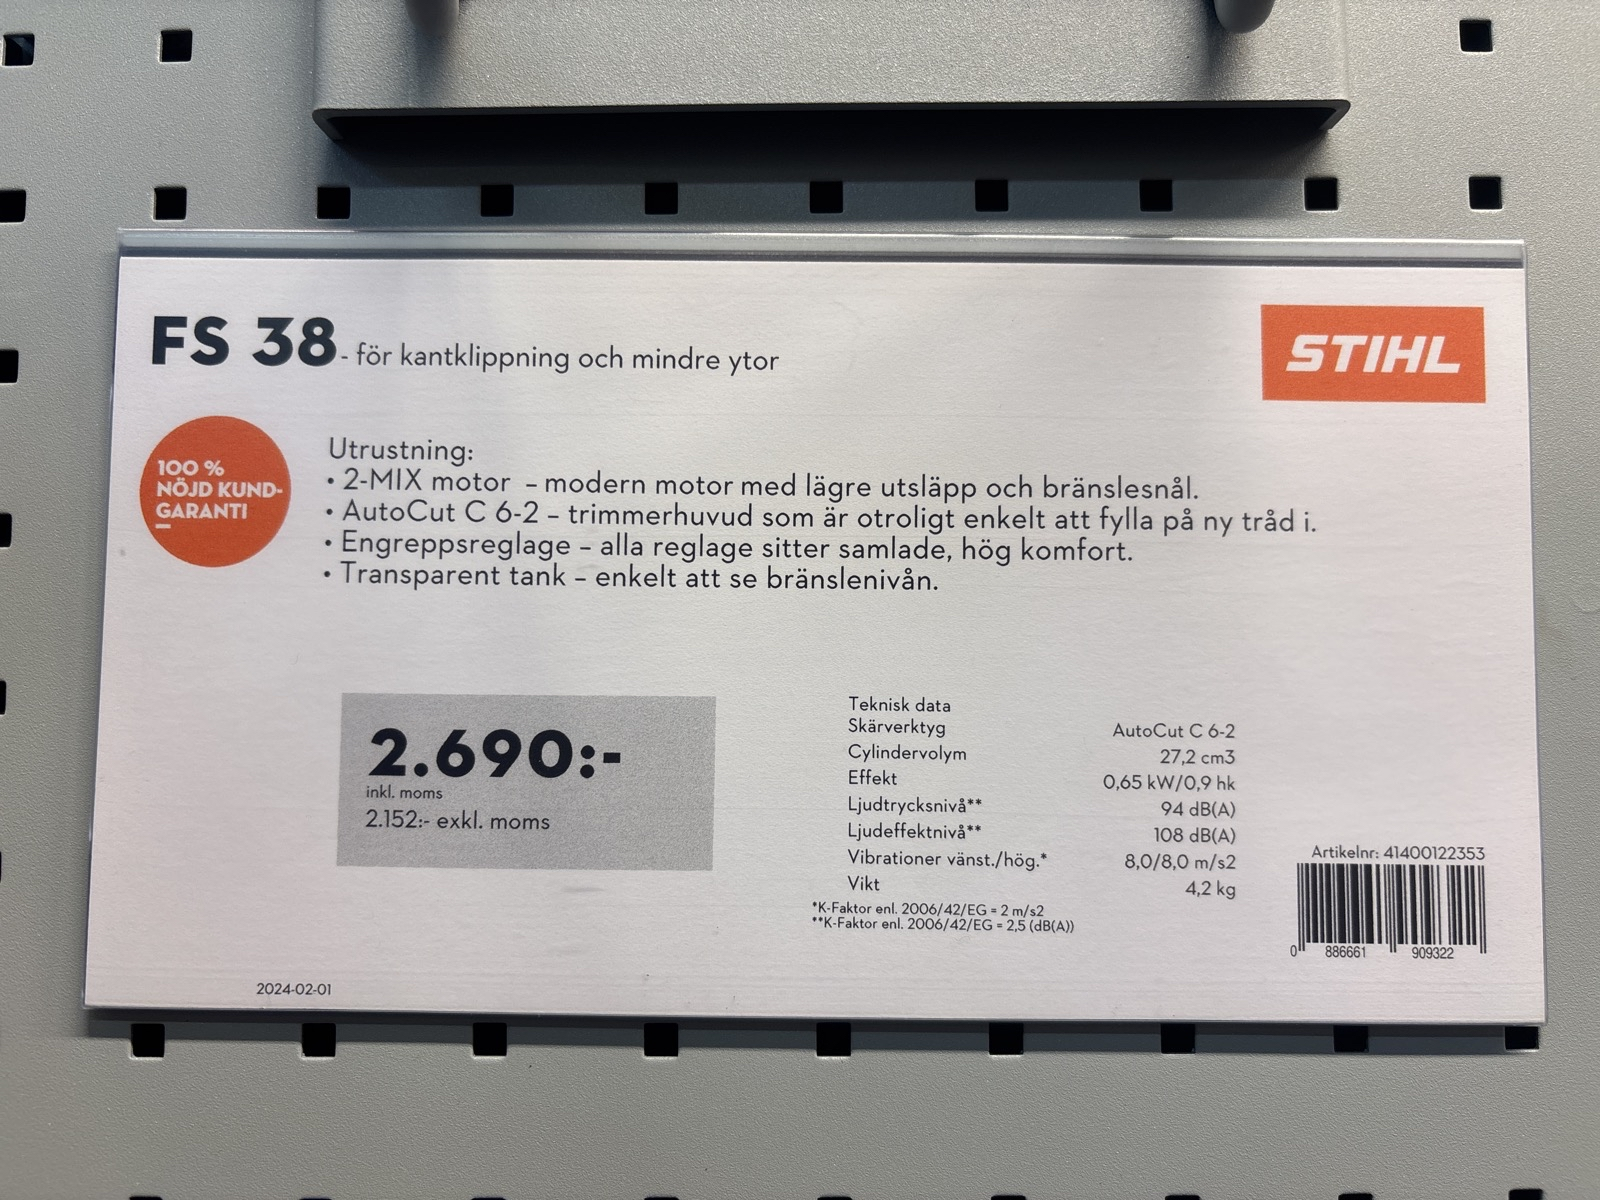 FS 38 - för kantklippning och mindre ytor
STIHL
100 %
NÖJD KUND-
GARANTI
Utrustning:
• 2-MIX motor – modern motor med lägre utsläpp och bränslesnål.
• AutoCut C 6-2 – trimmerhuvud som är otroligt enkelt att fylla på ny tråd i.
• Engreppsreglage – alla reglage sitter samlade, hög komfort.
• Transparent tank – enkelt att se bränslenivån.
2.690:-
inkl. moms
2.152:- exkl. moms
Teknisk data
Skärverktyg AutoCut C 6-2
Cylindervolym 27,2 cm3
Effekt 0,65 kW/0,9 hk
Ljudtrycksnivå** 94 dB(A)
Ljudeffektnivå** 108 dB(A)
Vibrationer vänst./hög.* 8,0/8,0 m/s2
Vikt 4,2 kg
*K-Faktor enl. 2006/42/EG = 2 m/s2
**K-Faktor enl. 2006/42/EG = 2,5 (dB(A))
Artikelnr: 41400122353
0 886661 909322
2024-02-01